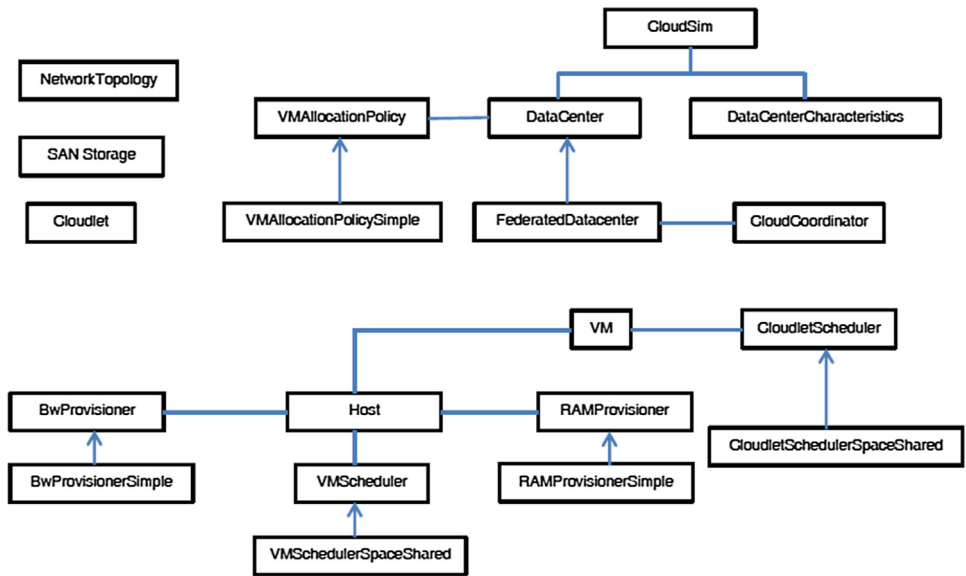 CloudSim
NetworkTopology
VMAllocationPolicy
DataCenter
DataCenterCharacteristics
SAN Storage
Cloudlet
VMAllocationPolicySimple
FederatedDatacenter
CloudCoordinator
VM
CloudletScheduler
BwProvisioner
Host
RAMProvisioner
CloudletSchedulerSpaceShared
BwProvisionerSimple
VMScheduler
RAMProvisionerSimple
VMSchedulerSpaceShared